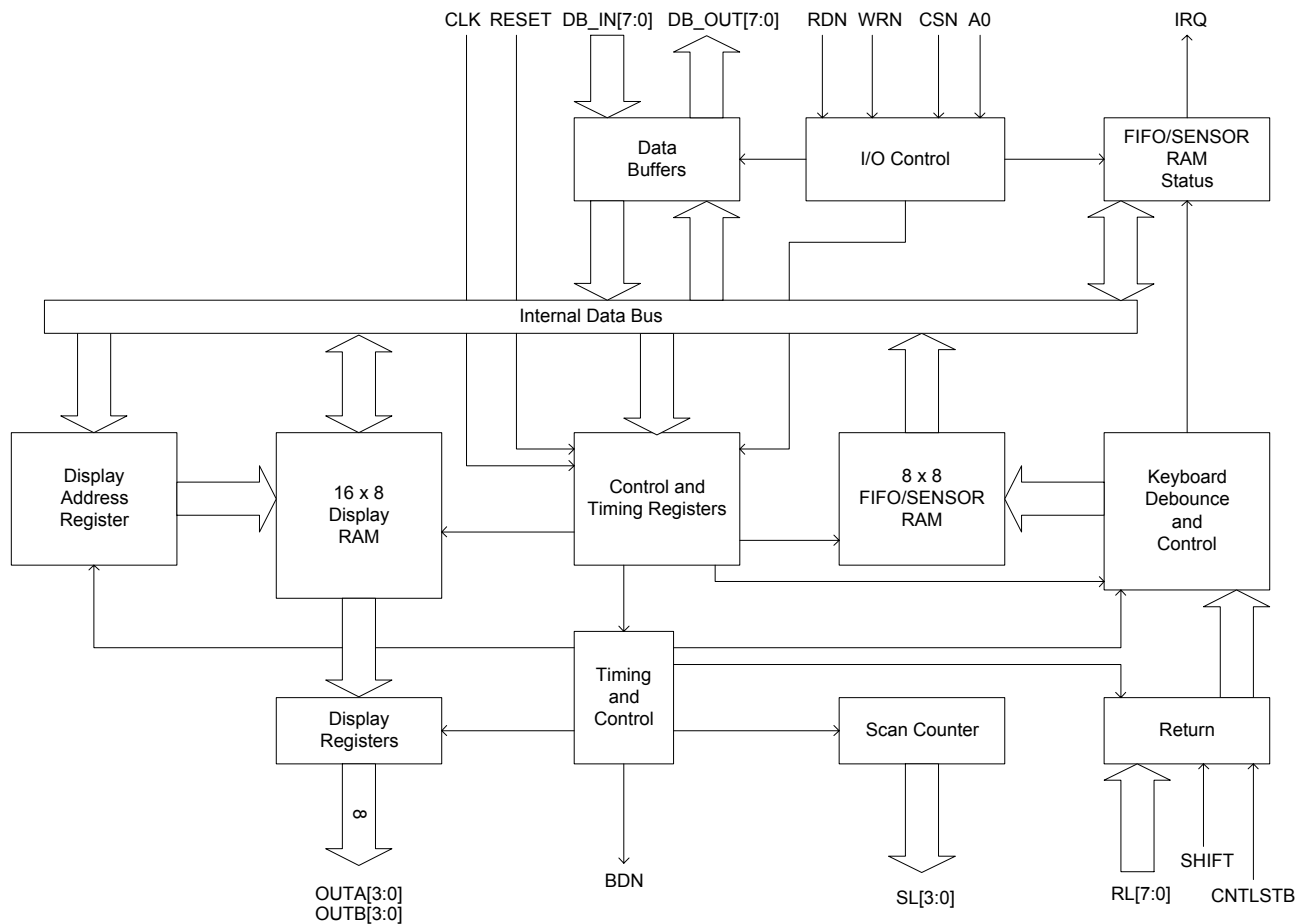 CLK RESET DB_IN[7:0] DB_OUT[7:0] RDN WRN CSN A0 IRQ
Data
Buffers
I/O Control
FIFO/SENSOR
RAM
Status
Internal Data Bus
Display
Address
Register
16 x 8
Display
RAM
Control and
Timing Registers
8 x 8
FIFO/SENSOR
RAM
Keyboard
Debounce
and
Control
Display
Registers
Timing
and
Control
Scan Counter
Return
8
OUTA[3:0]
OUTB[3:0]
BDN
SL[3:0]
RL[7:0]
SHIFT
CNTLSTB